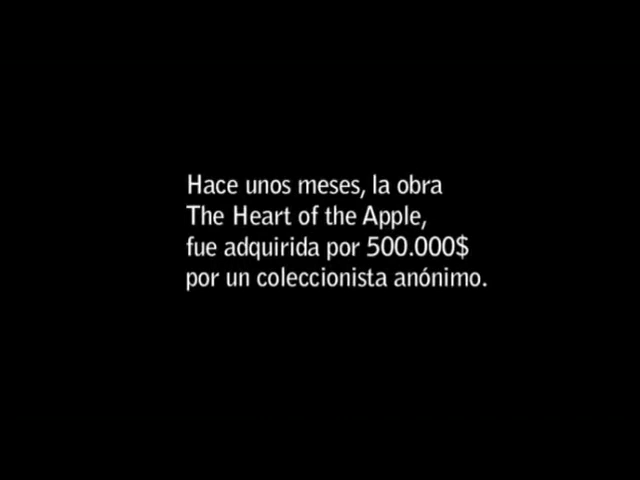 Hace unos meses, la obra
The Heart of the Apple,
fue adquirida por 500.000$
por un coleccionista anónimo.